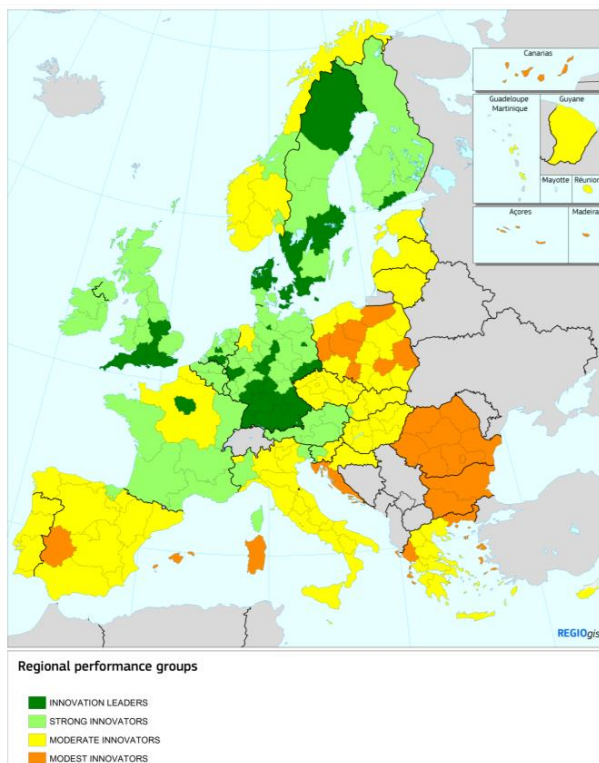 Canarias
Guadeloupe
Martinique
Guyane
Mayotte
Réunion
Açores
Madeira
REGIOgis
Regional performance groups
INNOVATION LEADERS
STRONG INNOVATORS
MODERATE INNOVATORS
MODEST INNOVATORS